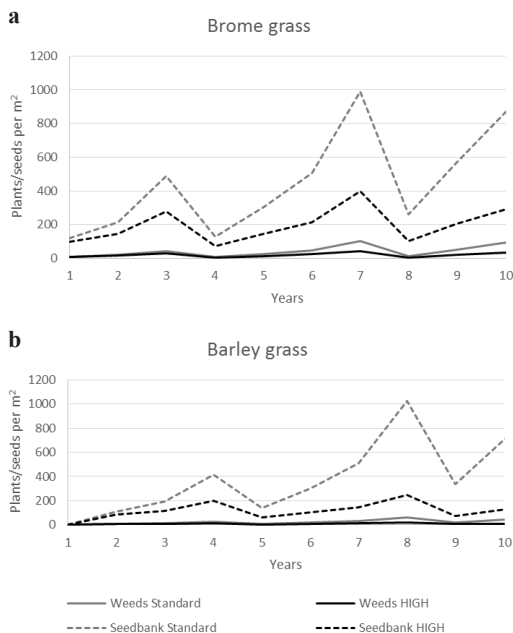 a
Brome grass
1200
1000
800
600
400
200
0
Plants/seeds per m²
1 2 3 4 5 6 7 8 9 10
Years
b
Barley grass
1200
1000
800
600
400
200
0
Plants/seeds per m²
1 2 3 4 5 6 7 8 9 10
Years
Weeds Standard Weeds HIGH
Seedbank Standard Seedbank HIGH